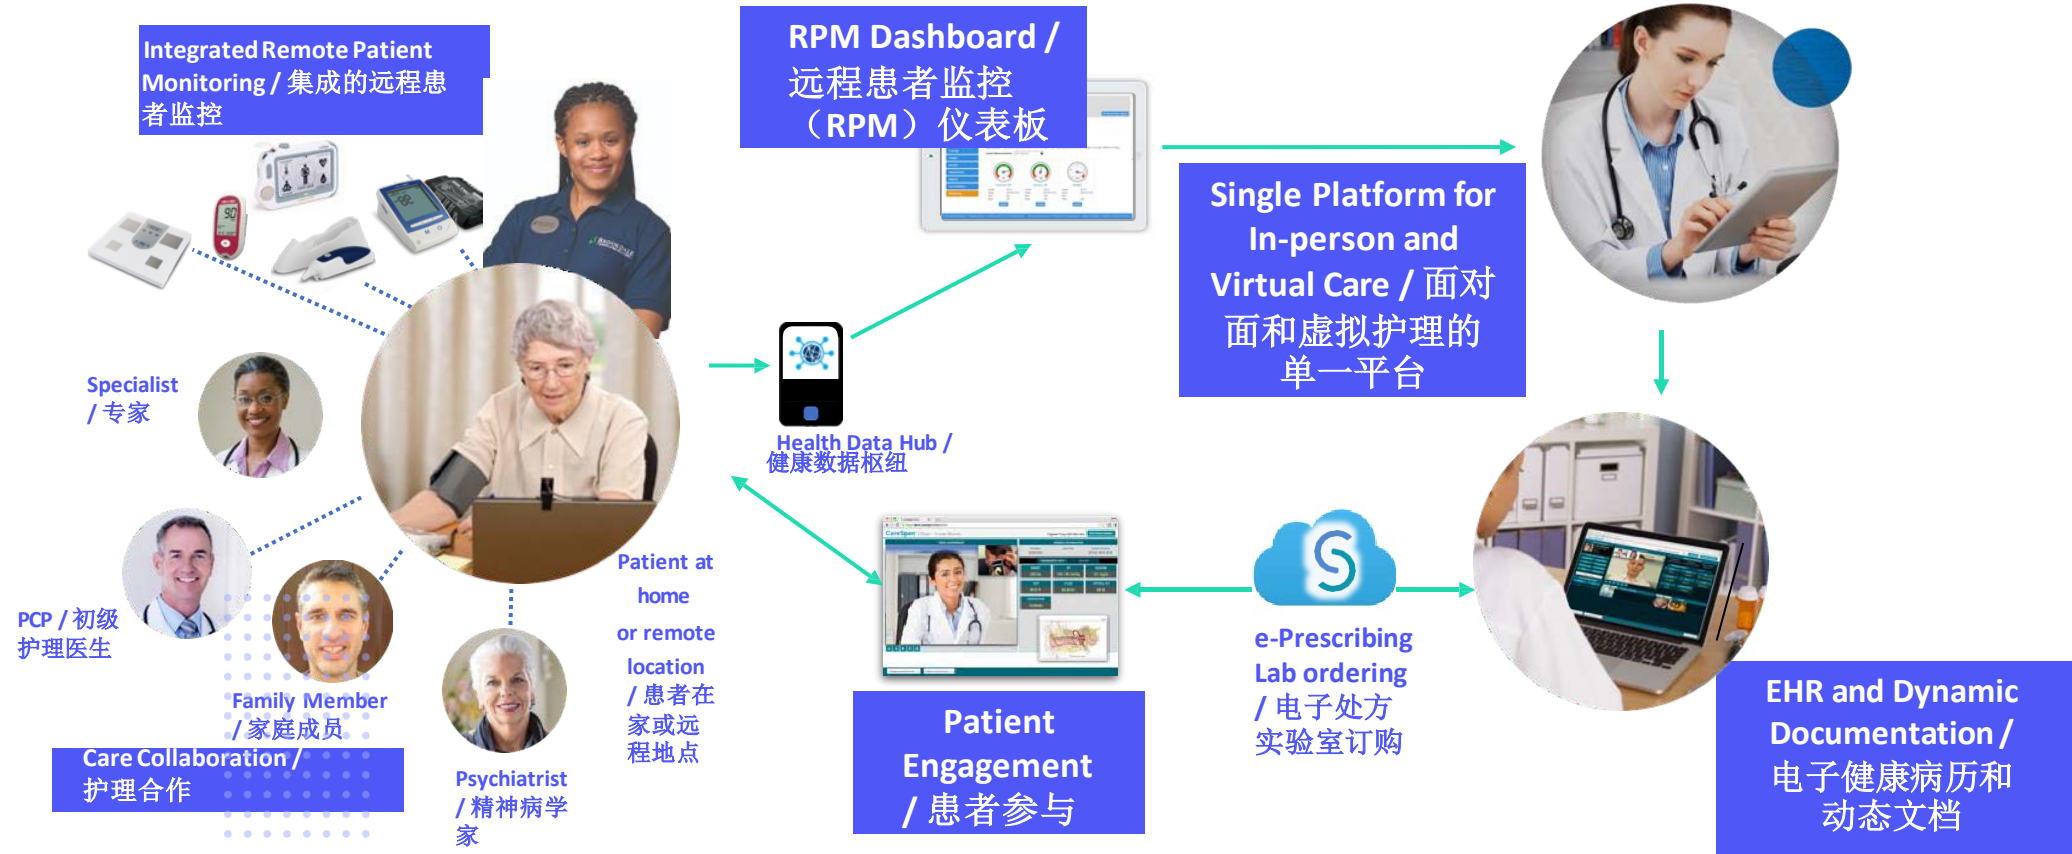 Integrated Remote Patient
Monitoring / 集成的远程患
者监控
RPM Dashboard /
远程患者监控
（RPM）仪表板
Single Platform for
In-person and
Virtual Care / 面对
面和虚拟护理的
单一平台
Specialist
/ 专家
Health Data Hub /
健康数据枢纽
PCP / 初级
护理医生
Family Member
/ 家庭成员
Care Collaboration /
护理合作
Psychiatrist
/ 精神病学
家
Patient at
home
or remote
location
/ 患者在
家或远
程地点
CareSpan
Patient
Engagement
/ 患者参与
e-Prescribing
Lab ordering
/ 电子处方
实验室订购
EHR and Dynamic
Documentation /
电子健康病历和
动态文档